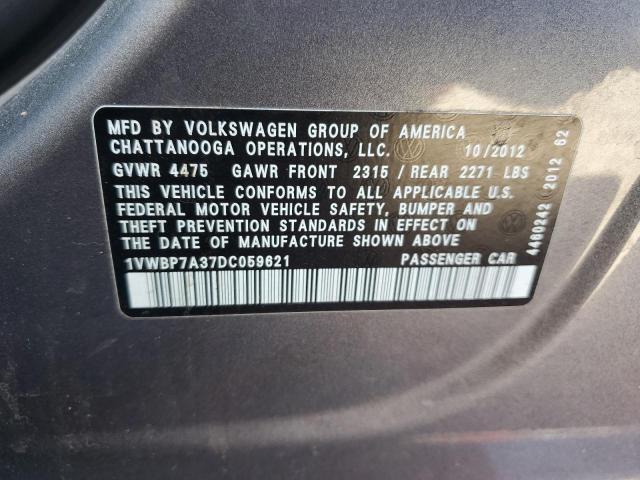 MFD BY VOLKSWAGEN GROUP OF AMERICA
CHATTANOOGA OPERATIONS, LLC. 10/2012
GVWR 4475 GAWR FRONT 2315 / REAR 2271 LBS
THIS VEHICLE CONFORMS TO ALL APPLICABLE U.S.
FEDERAL MOTOR VEHICLE SAFETY, BUMPER AND
THEFT PREVENTION STANDARDS IN EFFECT ON
THE DATE OF MANUFACTURE SHOWN ABOVE
1VWBP7A37DC059621 PASSENGER CAR
4480242 2012 62